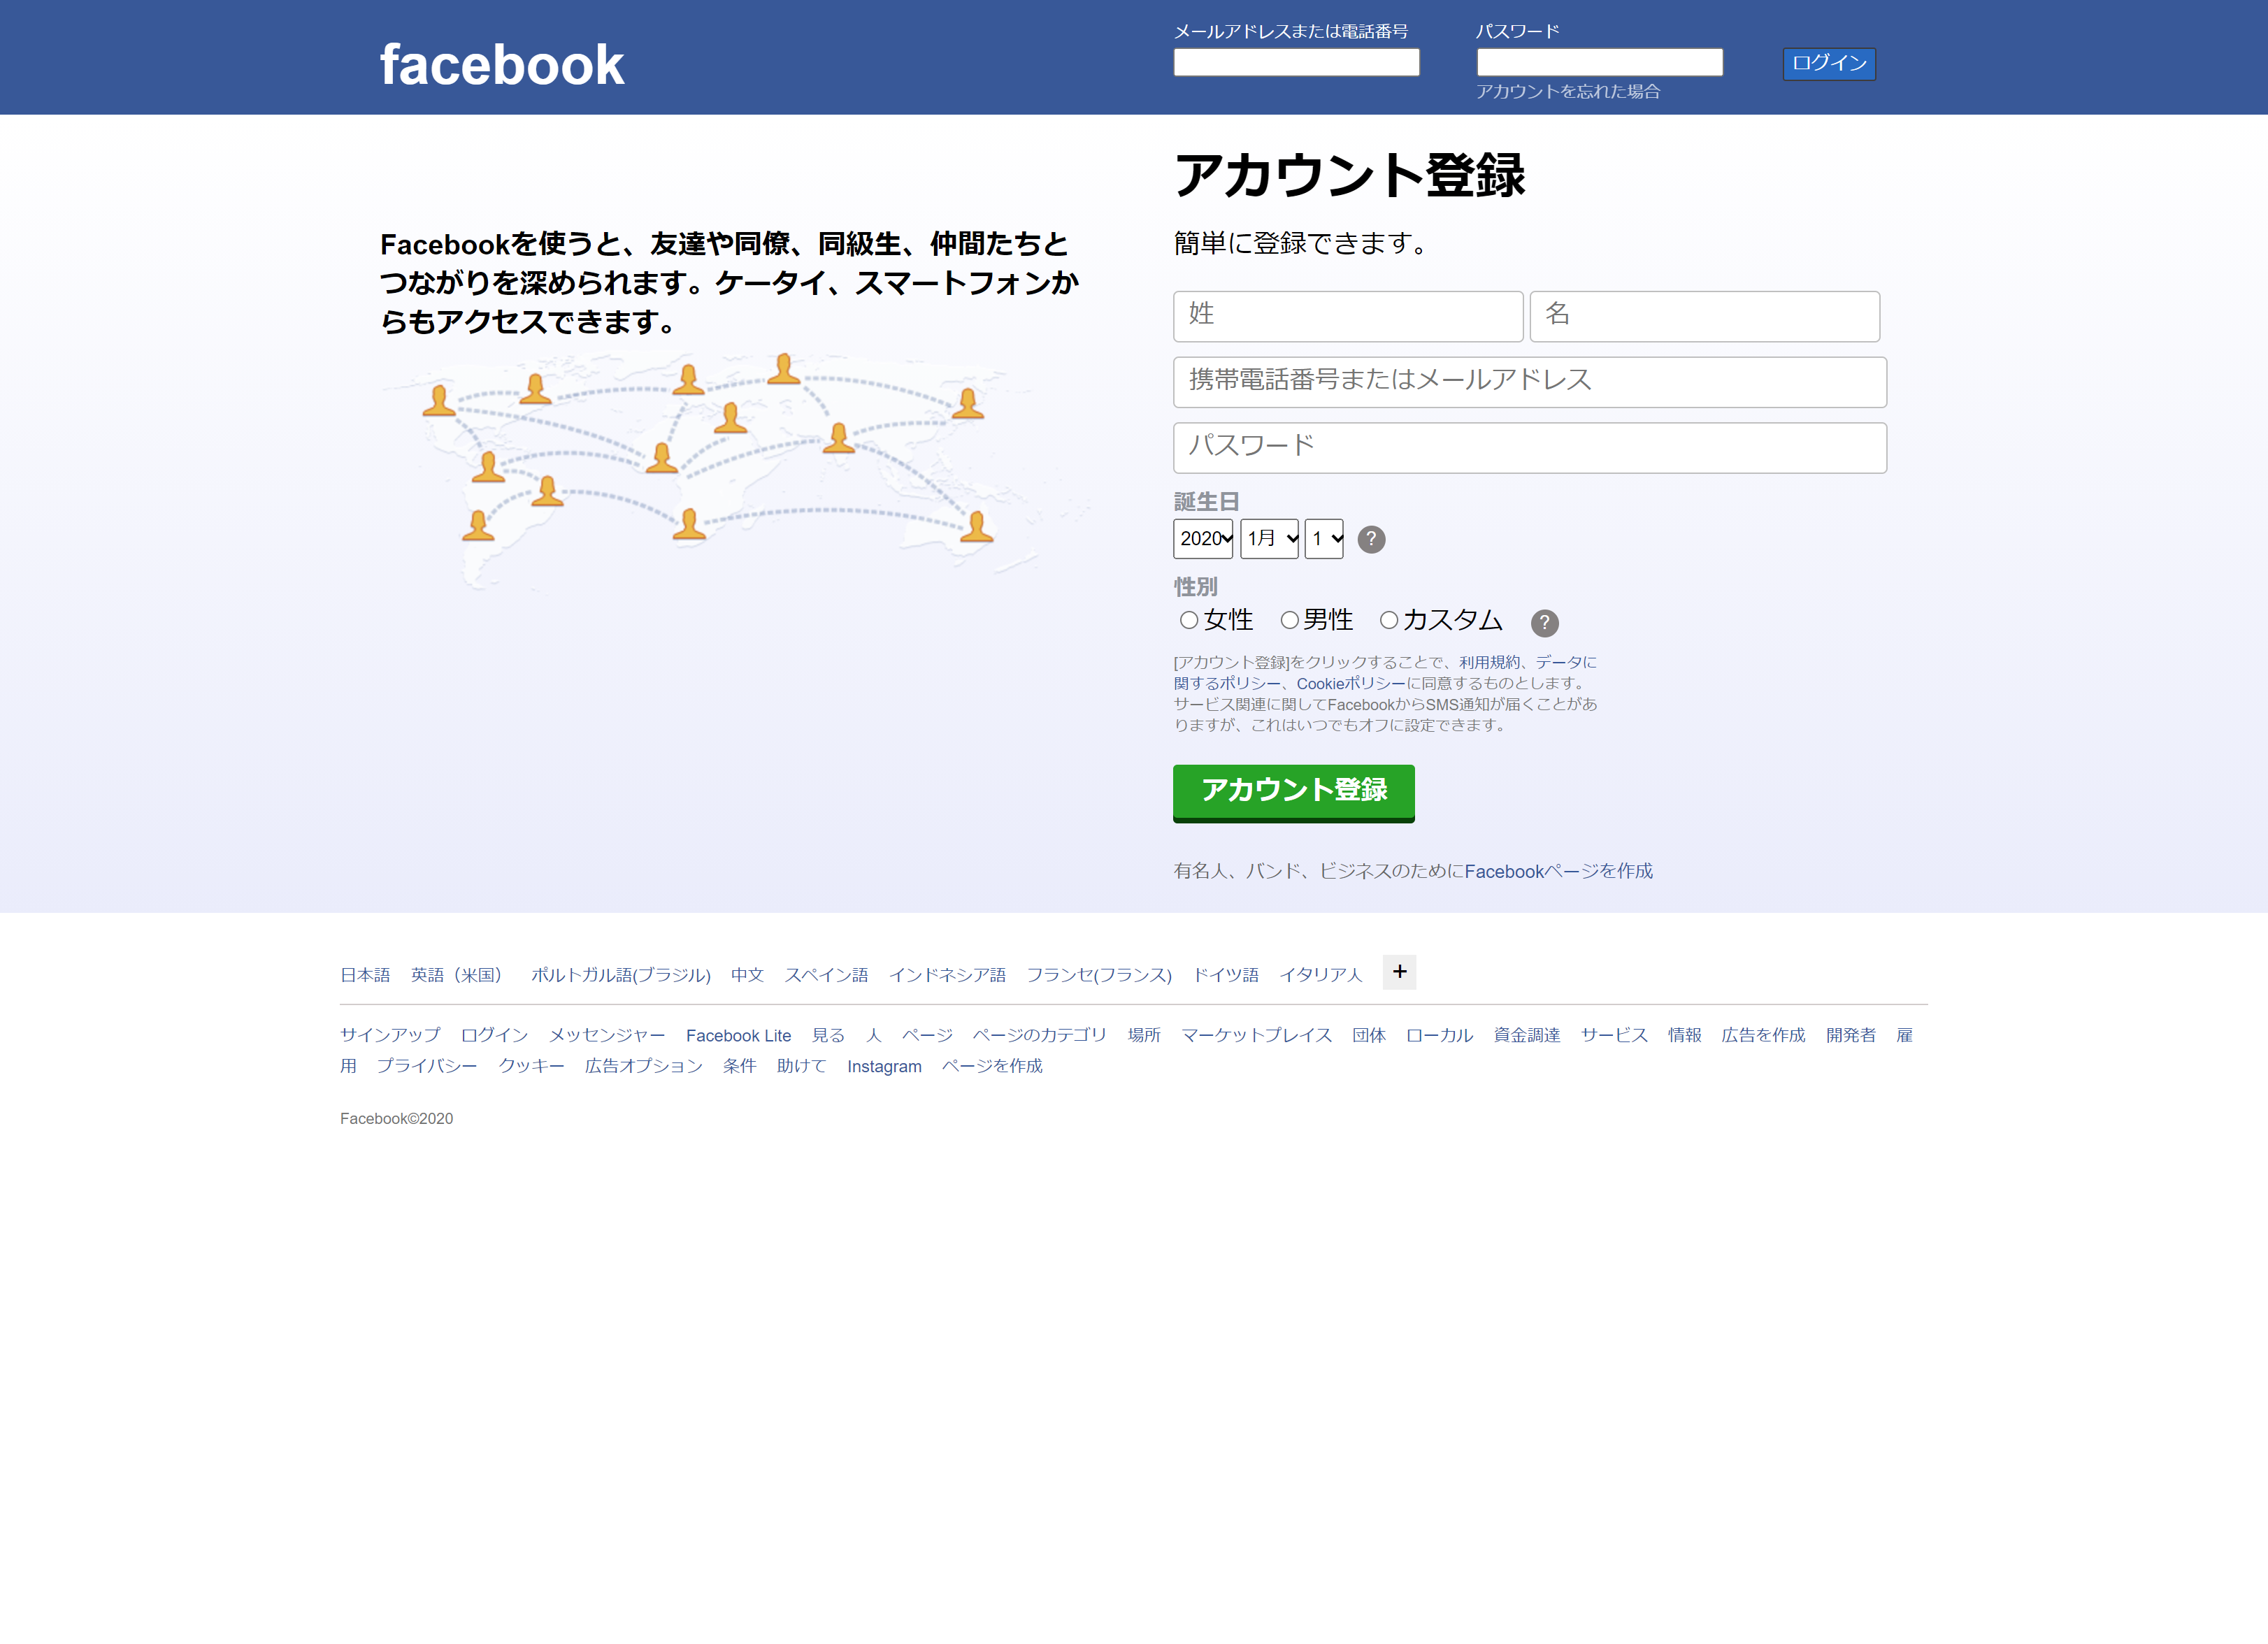 facebook
メールアドレスまたは電話番号
パスワード
ログイン
アカウントを忘れた場合
Facebookを使うと、友達や同僚、同級生、仲間たちと
つながりを深められます。ケータイ、スマートフォンか
らもアクセスできます。
アカウント登録
簡単に登録できます。
姓 名
携帯電話番号またはメールアドレス
パスワード
誕生日
2020 1月 1 ?
性別
女性 男性 カスタム ?
[アカウント登録]をクリックすることで、利用規約、データに
関するポリシー、Cookieポリシーに同意するものとします。
サービス関連に関してFacebookからSMS通知が届くことがあ
りますが、これはいつでもオフに設定できます。
アカウント登録
有名人、バンド、ビジネスのためにFacebookページを作成
日本語 英語（米国） ポルトガル語(ブラジル) 中文 スペイン語 インドネシア語 フランセ(フランス) ドイツ語 イタリア人 +
サインアップ ログイン メッセンジャー Facebook Lite 見る 人 ページ ページのカテゴリ 場所 マーケットプレイス 団体 ローカル 資金調達 サービス 情報 広告を作成 開発者 雇
用 プライバシー クッキー 広告オプション 条件 助けて Instagram ページを作成
Facebook©2020